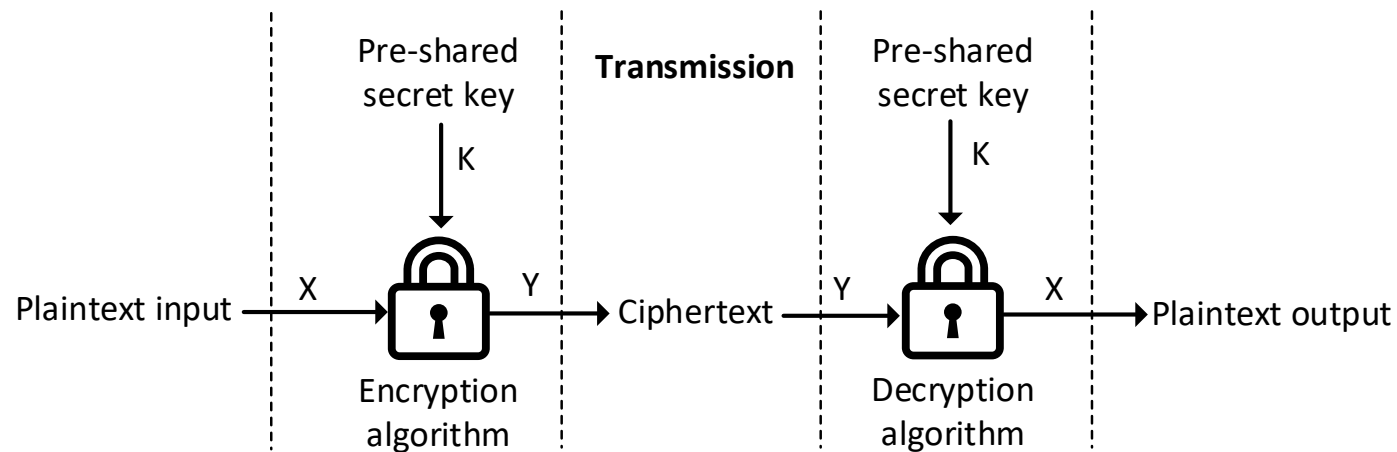 Pre-shared
secret key
Transmission
Pre-shared
secret key
K
K
X
Y
Y
X
Plaintext input
Ciphertext
Plaintext output
Encryption
algorithm
Decryption
algorithm